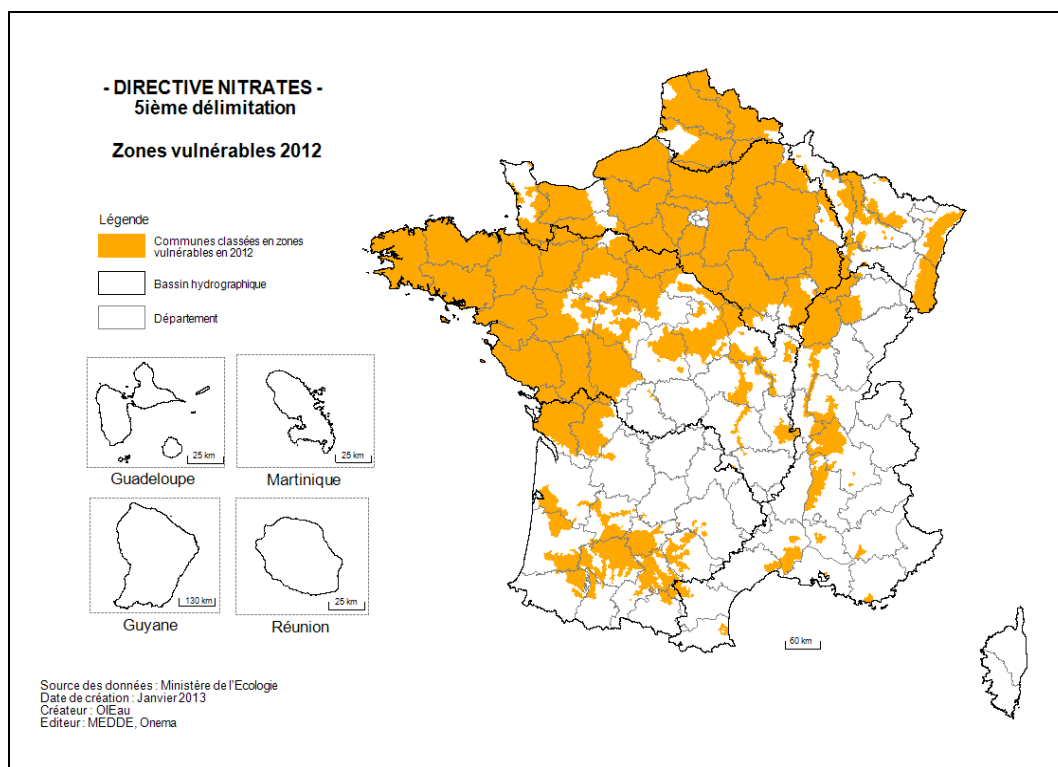 - DIRECTIVE NITRATES -
5ième délimitation
Zones vulnérables 2012
Légende
Communes classées en zones
vulnérables en 2012
Bassin hydrographique
Département
25 km
Guadeloupe
25 km
Martinique
130 km
Guyane
25 km
Réunion
60 km
Source des données : Ministère de l'Ecologie
Date de création : Janvier 2013
Créateur : OIEau
Editeur : MEDDE, Onema